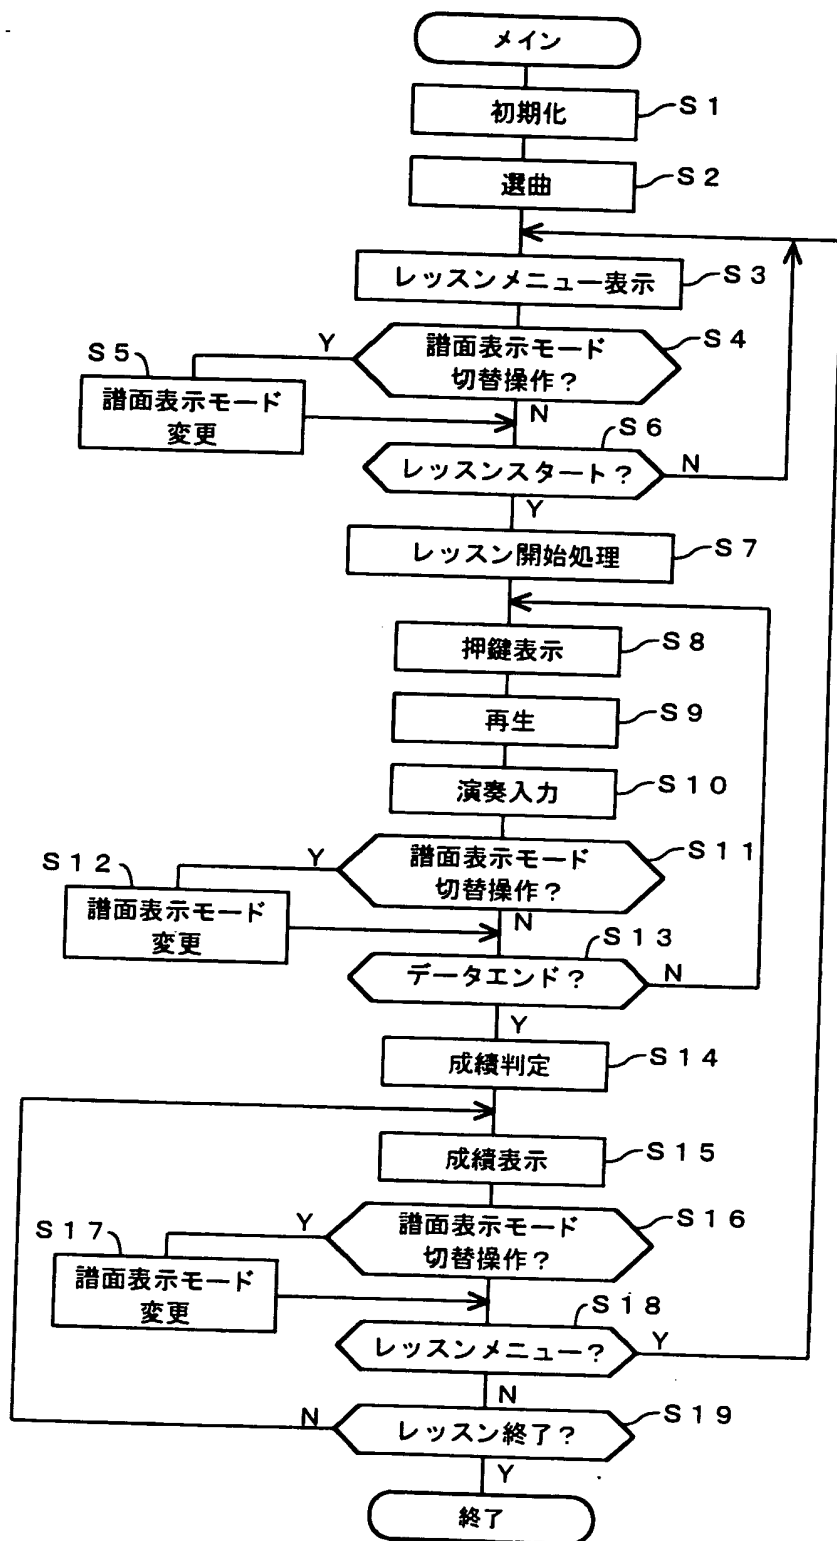 メイン
初期化
S1
選曲
S2
レッスンメニュー表示
S3
譜面表示モード
切替操作?
S4
Y
S5
譜面表示モード
変更
N
S6
レッスンスタート?
N
Y
レッスン開始処理
S7
押鍵表示
S8
再生
S9
演奏入力
S10
譜面表示モード
切替操作?
S11
Y
S12
譜面表示モード
変更
N
S13
データエンド?
N
Y
成績判定
S14
成績表示
S15
譜面表示モード
切替操作?
S16
Y
S17
譜面表示モード
変更
S18
レッスンメニュー?
Y
N
N
レッスン終了?
S19
Y
終了